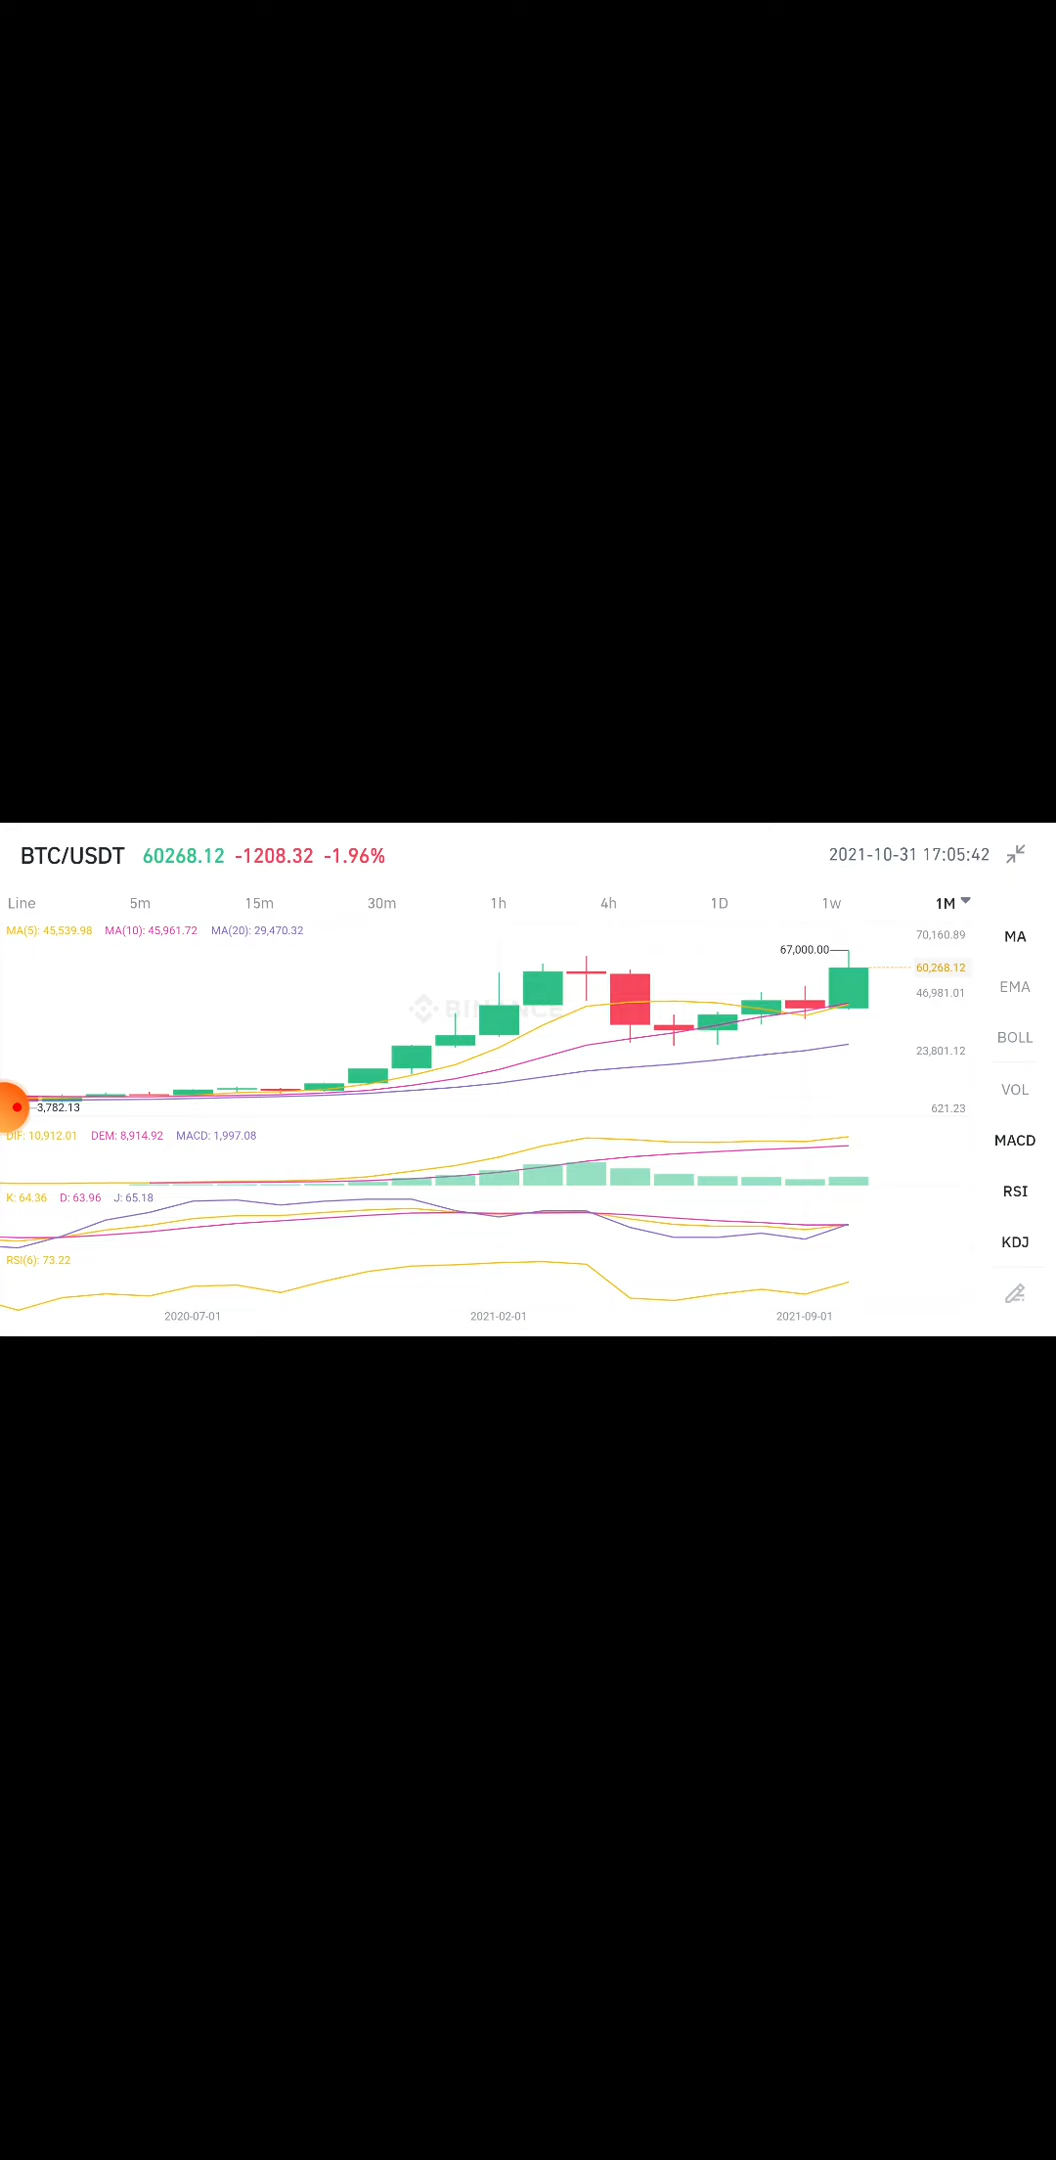 BTC/USDT 60268.12 -1208.32 -1.96% 2021-10-31 17:05:42
Line 5m 15m 30m 1h 4h 1D 1w 1M
MA(5): 45,539.98 MA(10): 45,961.72 MA(20): 29,470.32
70,160.89
MA
67,000.00
60,268.12
EMA
46,981.01
BINANCE
BOLL
23,801.12
VOL
3,782.13
621.23
DIF: 10,912.01 DEM: 8,914.92 MACD: 1,997.08
MACD
K: 64.36 D: 63.96 J: 65.18
RSI
KDJ
RSI(6): 73.22
2020-07-01 2021-02-01 2021-09-01